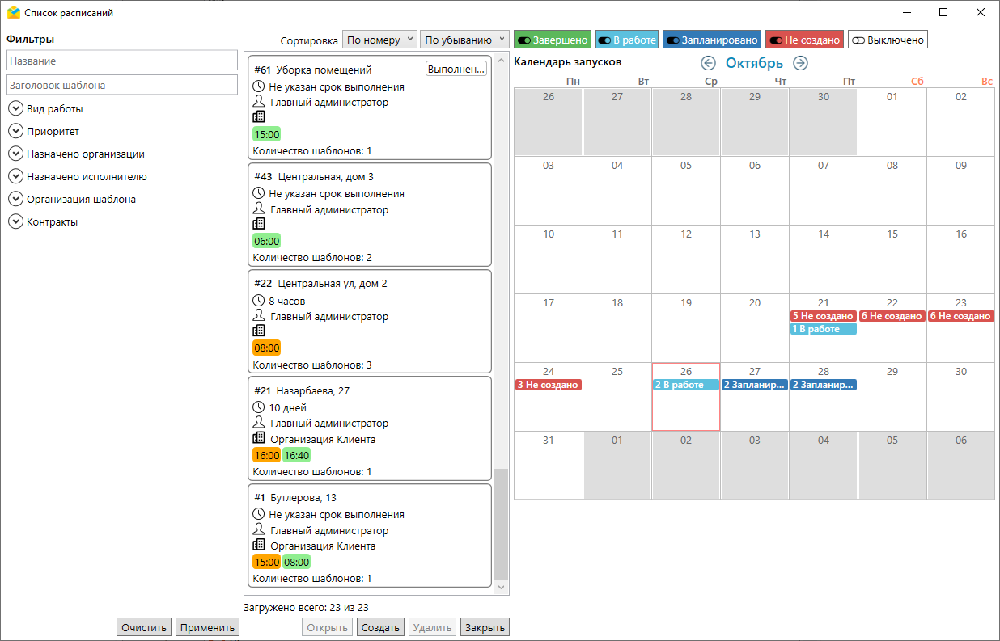 Список расписаний
Фильтры
Название
Заголовок шаблона
Вид работы
Приоритет
Назначено организации
Назначено исполнителю
Организация шаблона
Контракты
Очистить Применить
Сортировка По номеру По убыванию
#61 Уборка помещений Выполнен...
Не указан срок выполнения
Главный администратор
15:00
Количество шаблонов: 1
#43 Центральная, дом 3
Не указан срок выполнения
Главный администратор
06:00
Количество шаблонов: 2
#22 Центральная ул, дом 2
8 часов
Главный администратор
08:00
Количество шаблонов: 3
#21 Назарбаева, 27
10 дней
Главный администратор
Организация Клиента
16:00 16:40
Количество шаблонов: 1
#1 Бутлерова, 13
Не указан срок выполнения
Главный администратор
Организация Клиента
15:00 08:00
Количество шаблонов: 1
Загружено всего: 23 из 23
Открыть Создать Удалить Закрыть
Завершено В работе Запланировано Не создано Выключено
Календарь запусков Октябрь
Пн Вт Ср Чт Пт Сб Вс
26 27 28 29 30 01 02
03 04 05 06 07 08 09
10 11 12 13 14 15 16
17 18 19 20 21 22 23
5 Не создано 6 Не создано 6 Не создано
1 В работе
24 25 26 27 28 29 30
3 Не создано 2 В работе 2 Запланир... 2 Запланир...
31 01 02 03 04 05 06